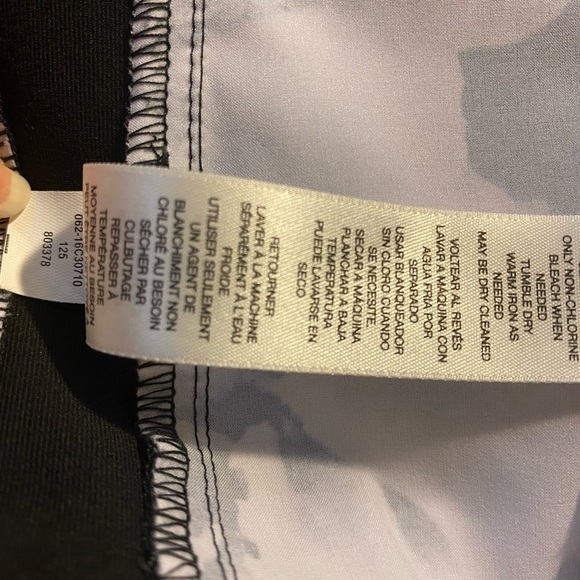 ONLY NON-CHLORINE
BLEACH WHEN
NEEDED
TUMBLE DRY
WARM IRON AS
NEEDED
MAY BE DRY CLEANED
VOLTEAR AL REVÉS
LAVAR A MAQUINA CON
AGUA FRIA POR
SEPARADO
USAR BLANQUEADOR
SIN CLORO CUANDO
SE NECESITE.
SECAR A MAQUINA
PLANCHAR A BAJA
TEMPERATURA
PUEDE LAVARSE EN
SECO
RETOURNER
LAVER À LA MACHINE
SÉPARÉMENT À L'EAU
FROIDE
UTILISER SEULEMENT
UN AGENT DE
BLANCHIMENT NON
CHLORÉ AU BESOIN
SÉCHER PAR
CULBUTAGE
REPASSER À
TEMPÉRATURE
MOYENNE AU BESOIN
062-16C30710
125
803378